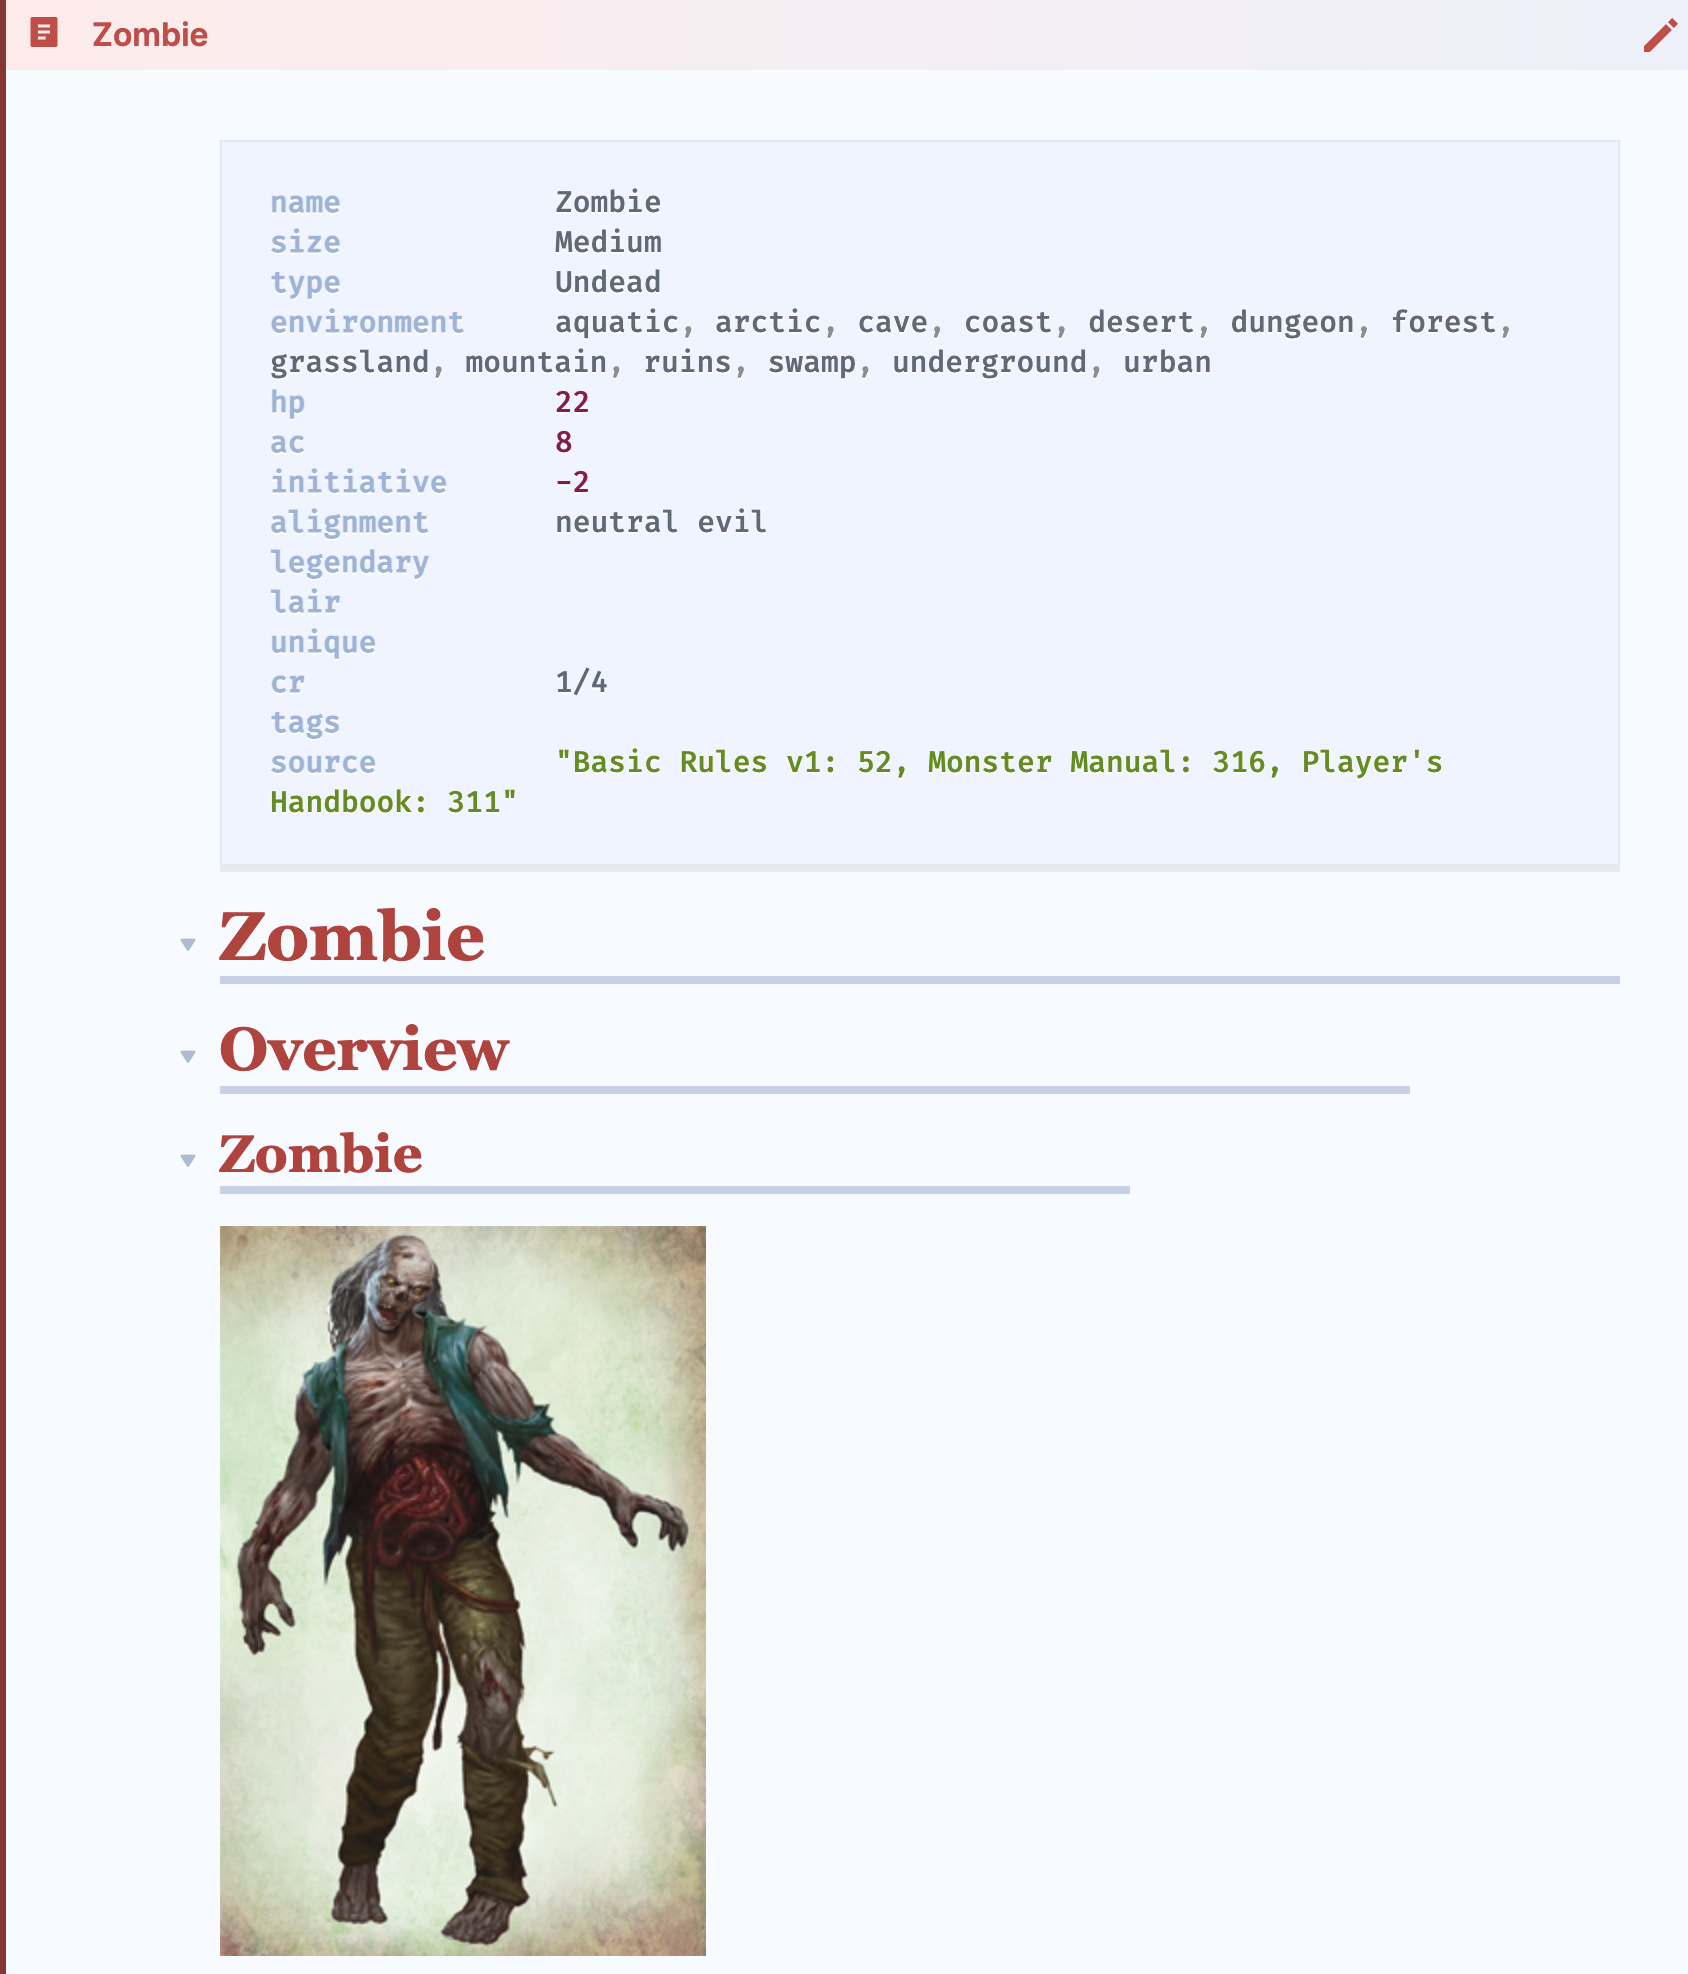 Zombie
name Zombie
size Medium
type Undead
environment aquatic, arctic, cave, coast, desert, dungeon, forest,
grassland, mountain, ruins, swamp, underground, urban
hp 22
ac 8
initiative -2
alignment neutral evil
legendary
lair
unique
cr 1/4
tags
source "Basic Rules v1: 52, Monster Manual: 316, Player's
Handbook: 311"
Zombie
Overview
Zombie